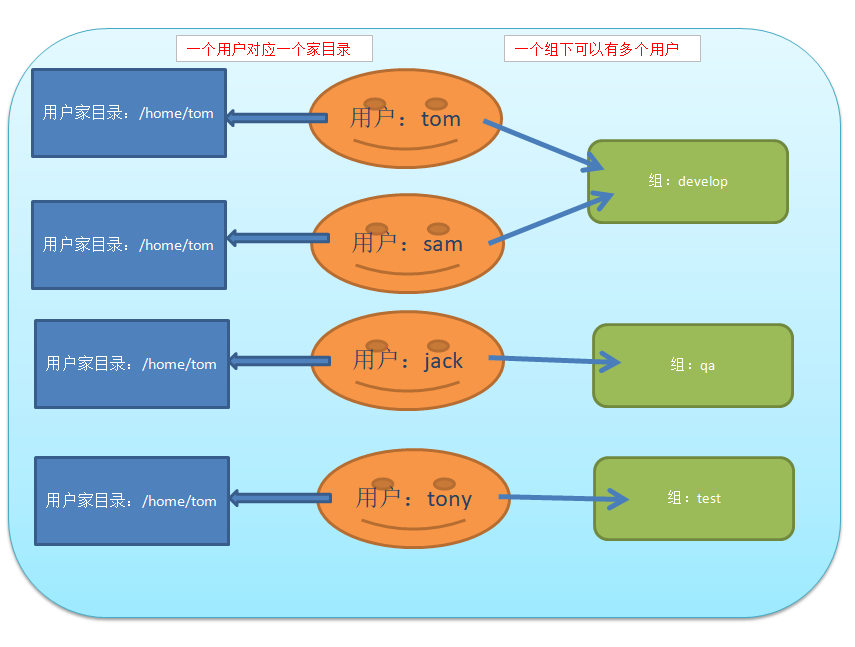 一个用户对应一个家目录
一个组下可以有多个用户
用户家目录：/home/tom
用户：tom
组：develop
用户家目录：/home/tom
用户：sam
用户家目录：/home/tom
用户：jack
组：qa
用户家目录：/home/tom
用户：tony
组：test